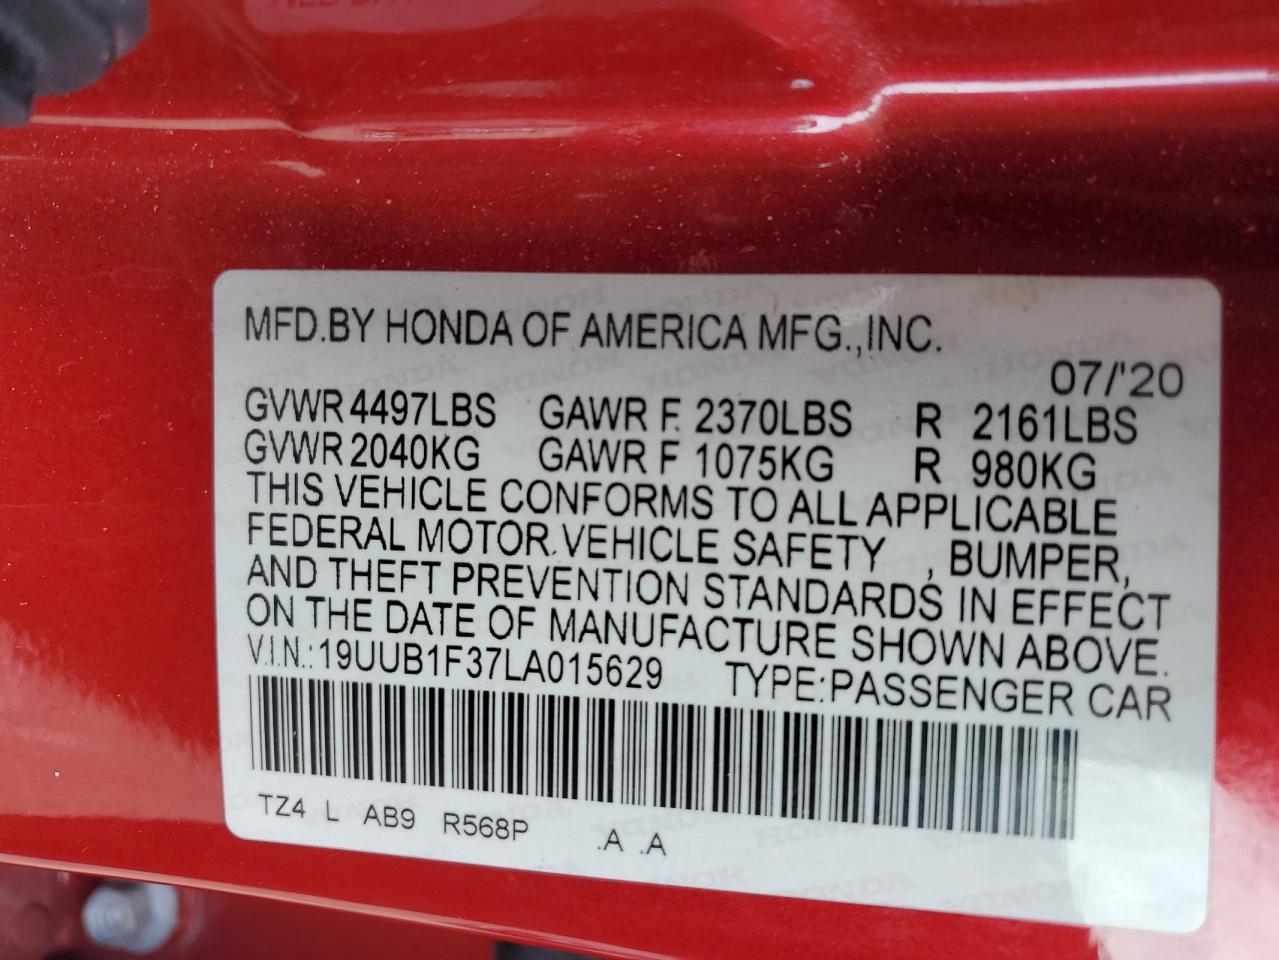 MFD.BY HONDA OF AMERICA MFG.,INC.
07/'20
GVWR 4497LBS GAWR F. 2370LBS R 2161LBS
GVWR 2040KG GAWR F 1075KG R 980KG
THIS VEHICLE CONFORMS TO ALL APPLICABLE
FEDERAL MOTOR.VEHICLE SAFETY , BUMPER,
AND THEFT PREVENTION STANDARDS IN EFFECT
ON THE DATE OF MANUFACTURE SHOWN ABOVE.
V.I.N.:19UUB1F37LA015629 TYPE:PASSENGER CAR
TZ4 L AB9 R568P .A .A